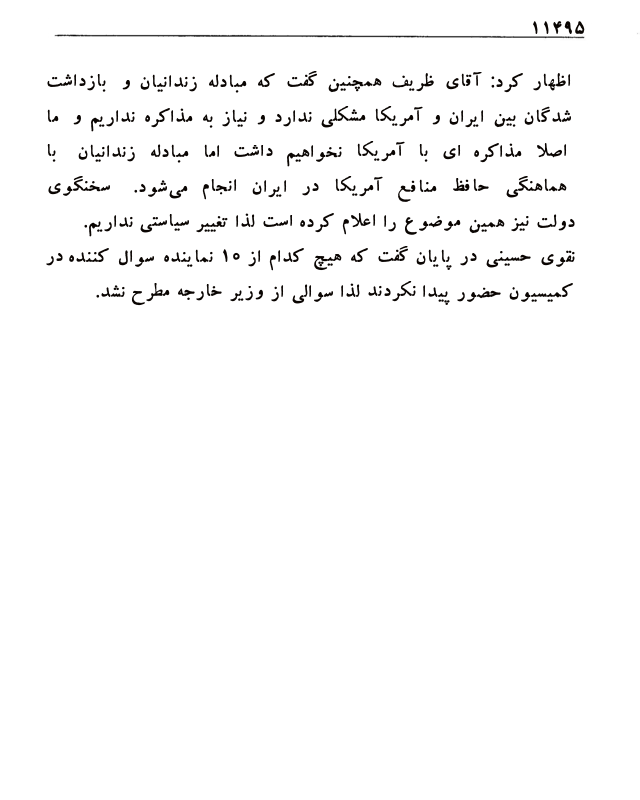 ۱۱۴۹۵
اظهار کرد: آقای ظریف همچنین گفت که مبادله زندانیان و بازداشت
شدگان بین ایران و آمریکا مشکلی ندارد و نیاز به مذاکره نداریم و ما
اصلا مذاکره ای با آمریکا نخواهیم داشت اما مبادله زندانیان با
هماهنگی حافظ منافع آمریکا در ایران انجام می‌شود. سخنگوی
دولت نیز همین موضوع را اعلام کرده است لذا تغییر سیاستی نداریم.
نقوی حسینی در پایان گفت که هیچ کدام از ۱۰ نماینده سوال کننده در
کمیسیون حضور پیدا نکردند لذا سوالی از وزیر خارجه مطرح نشد.